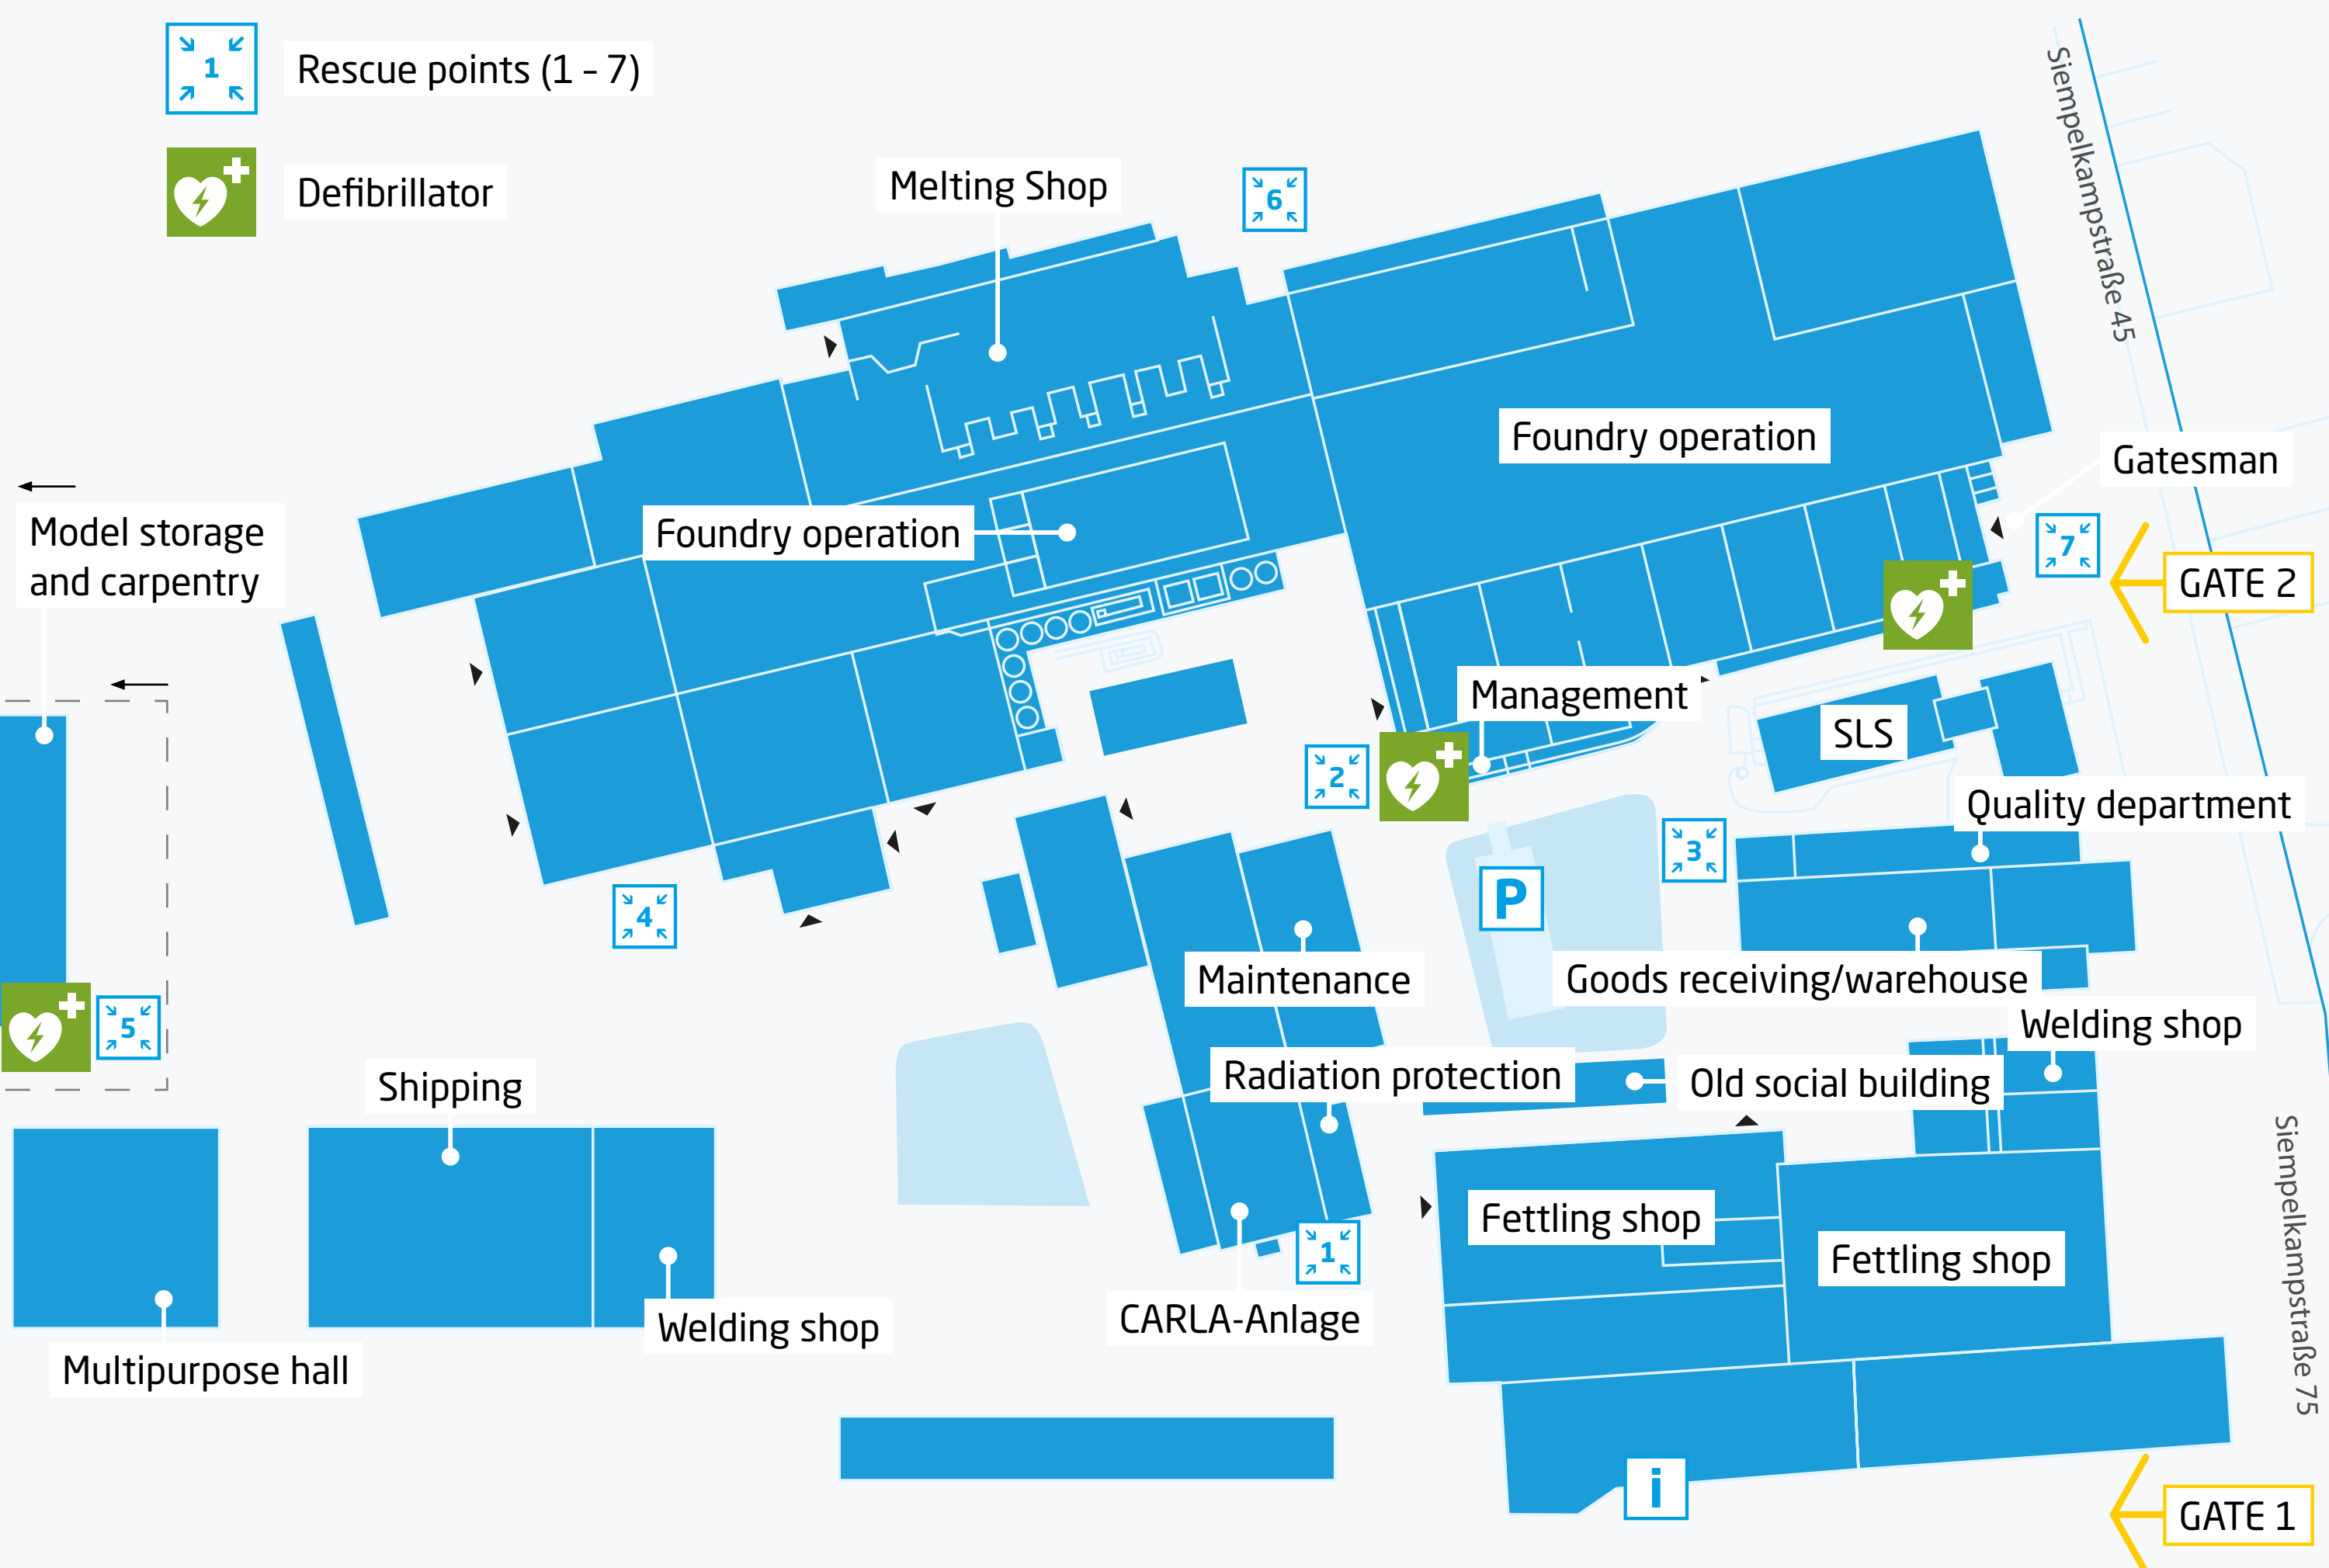 1
Rescue points (1 – 7)
Defibrillator
Melting Shop
6
Siempelkampstraße 45
Foundry operation
Gatesman
Model storage
and carpentry
Foundry operation
7
GATE 2
Management
SLS
2
Quality department
3
P
4
Maintenance
Goods receiving/warehouse
5
Welding shop
Shipping
Radiation protection
Old social building
Siempelkampstraße 75
Fettling shop
Fettling shop
1
CARLA-Anlage
Welding shop
Multipurpose hall
i
GATE 1